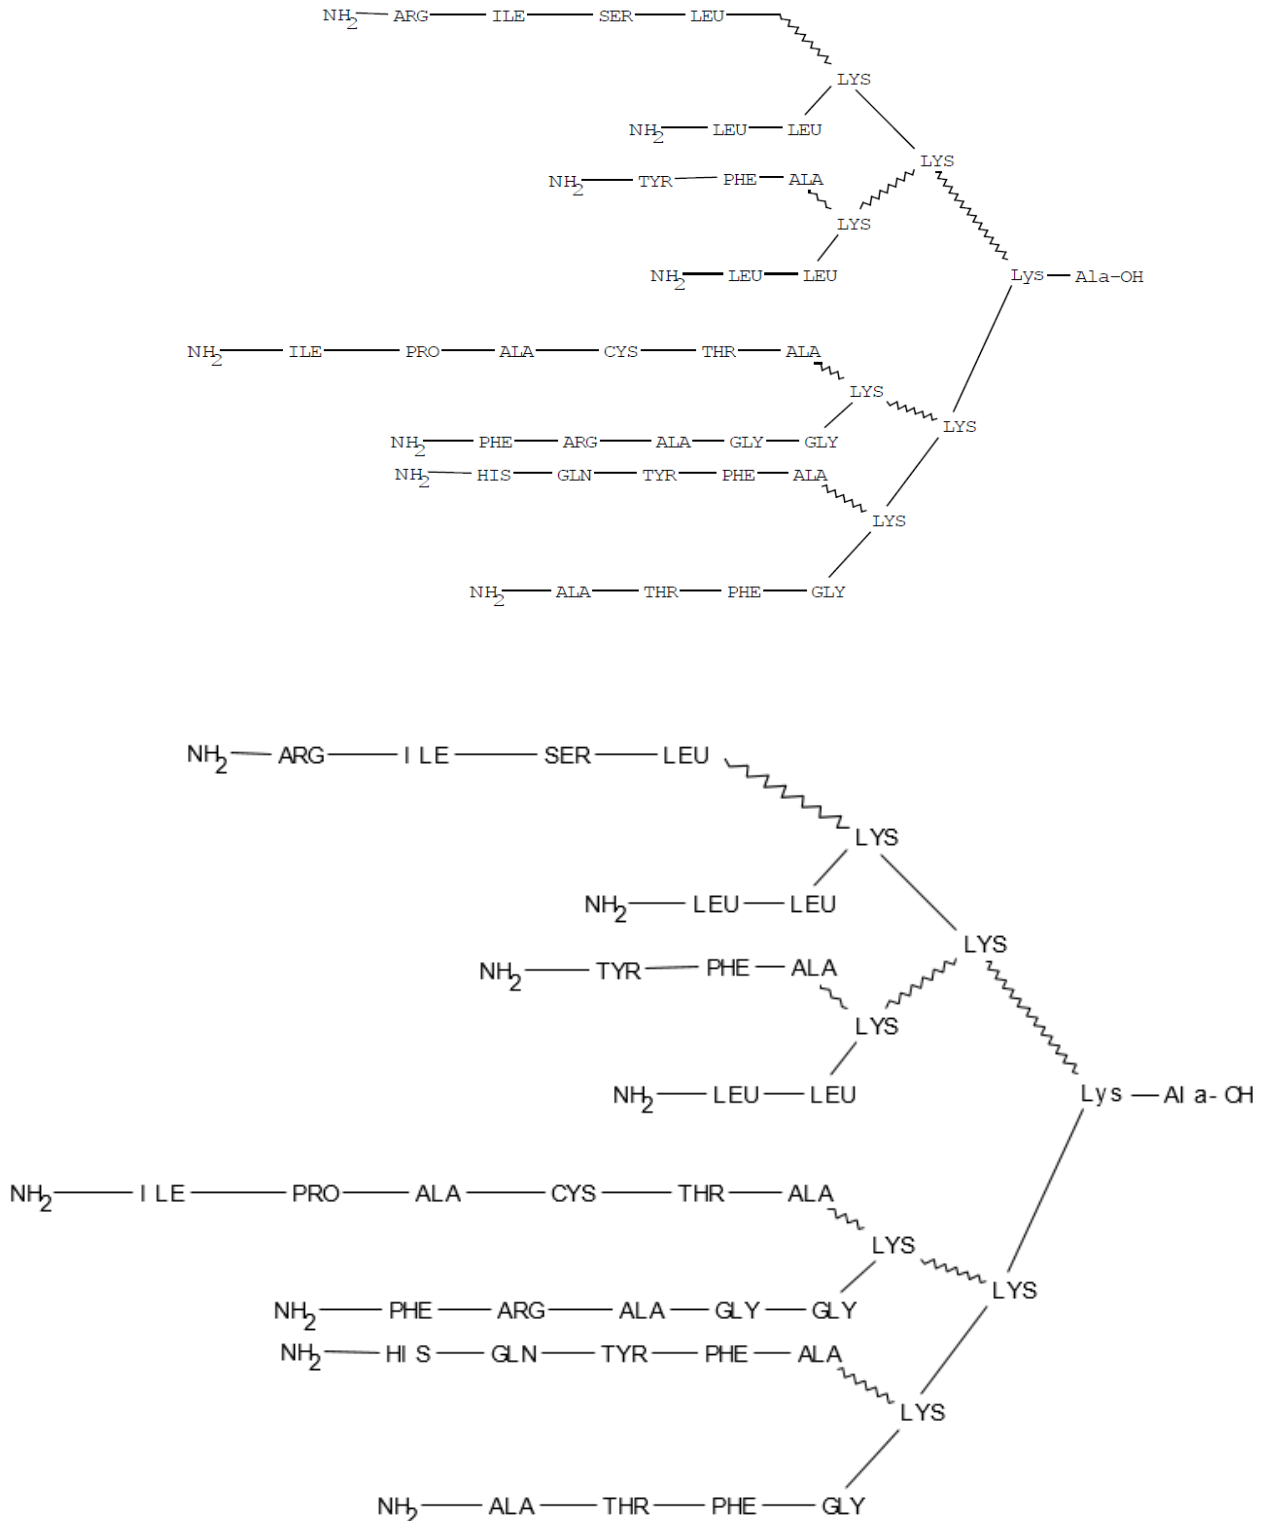 NH2 ARG ILE SER LEU
LYS
NH2 LEU LEU
LYS
NH2 TYR PHE ALA
LYS
NH2 LEU LEU
Lys Ala-OH
NH2 ILE PRO ALA CYS THR ALA
LYS
LYS
NH2 PHE ARG ALA GLY GLY
NH2 HIS GLN TYR PHE ALA
LYS
NH2 ALA THR PHE GLY
NH2 ARG ILE SER LEU
LYS
NH2 LEU LEU
LYS
NH2 TYR PHE ALA
LYS
NH2 LEU LEU
Lys Ala-OH
NH2 ILE PRO ALA CYS THR ALA
LYS
LYS
NH2 PHE ARG ALA GLY GLY
NH2 HIS GLN TYR PHE ALA
LYS
NH2 ALA THR PHE GLY